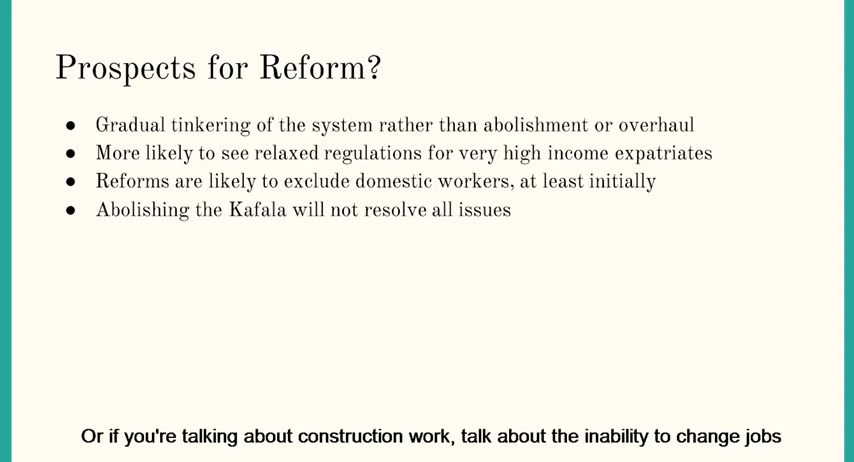 Prospects for Reform?
● Gradual tinkering of the system rather than abolishment or overhaul
● More likely to see relaxed regulations for very high income expatriates
● Reforms are likely to exclude domestic workers, at least initially
● Abolishing the Kafala will not resolve all issues
Or if you're talking about construction work, talk about the inability to change jobs